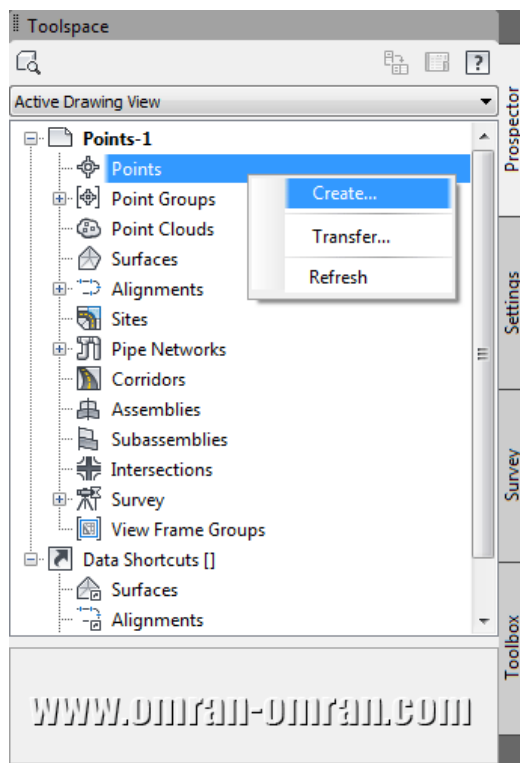 Toolspace
?
Active Drawing View
Points-1
Points
Create...
Point Groups
Transfer...
Point Clouds
Refresh
Surfaces
Alignments
Sites
Pipe Networks
Corridors
Assemblies
Subassemblies
Intersections
Survey
View Frame Groups
Data Shortcuts []
Surfaces
Alignments
Prospector
Settings
Survey
Toolbox
www.omran-omran.com